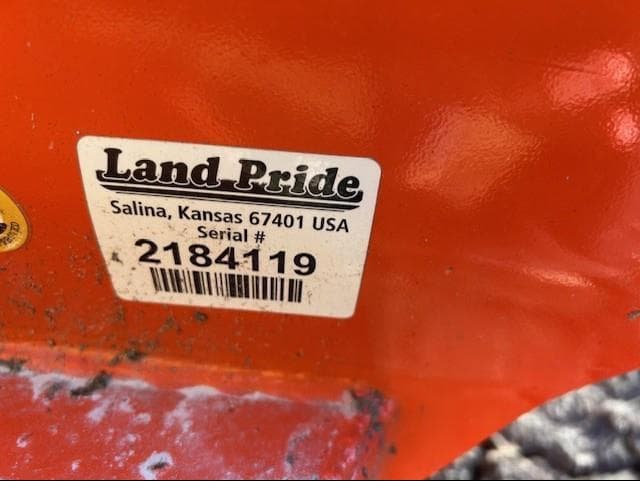 Land Pride
Salina, Kansas 67401 USA
Serial #
2184119